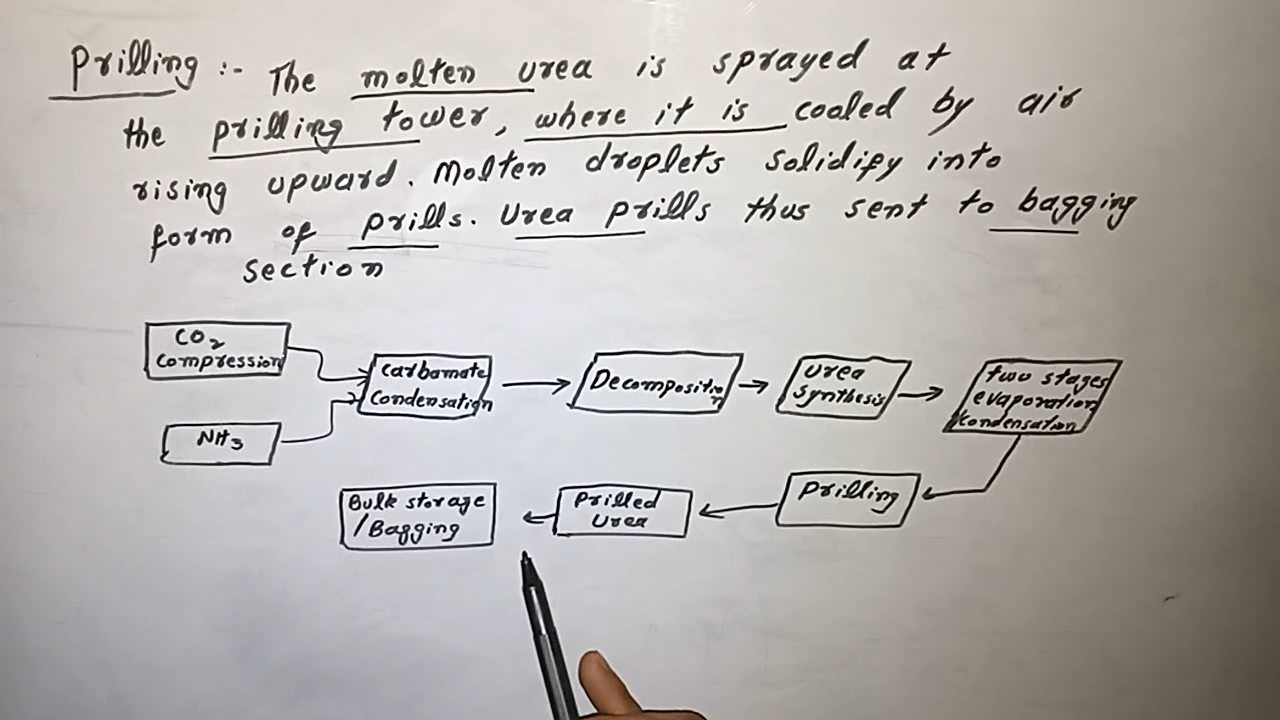 Prilling :- The molten urea is sprayed at
the prilling tower, where it is cooled by air
rising upward. Molten droplets solidify into
form of prills. Urea prills thus sent to bagging
section
CO2
Compression
NH3
Carbamate
Condensation
Decomposition
Urea
Synthesis
two stages
evaporation
condensation
Prilling
Prilled
Urea
Bulk storage
/Bagging